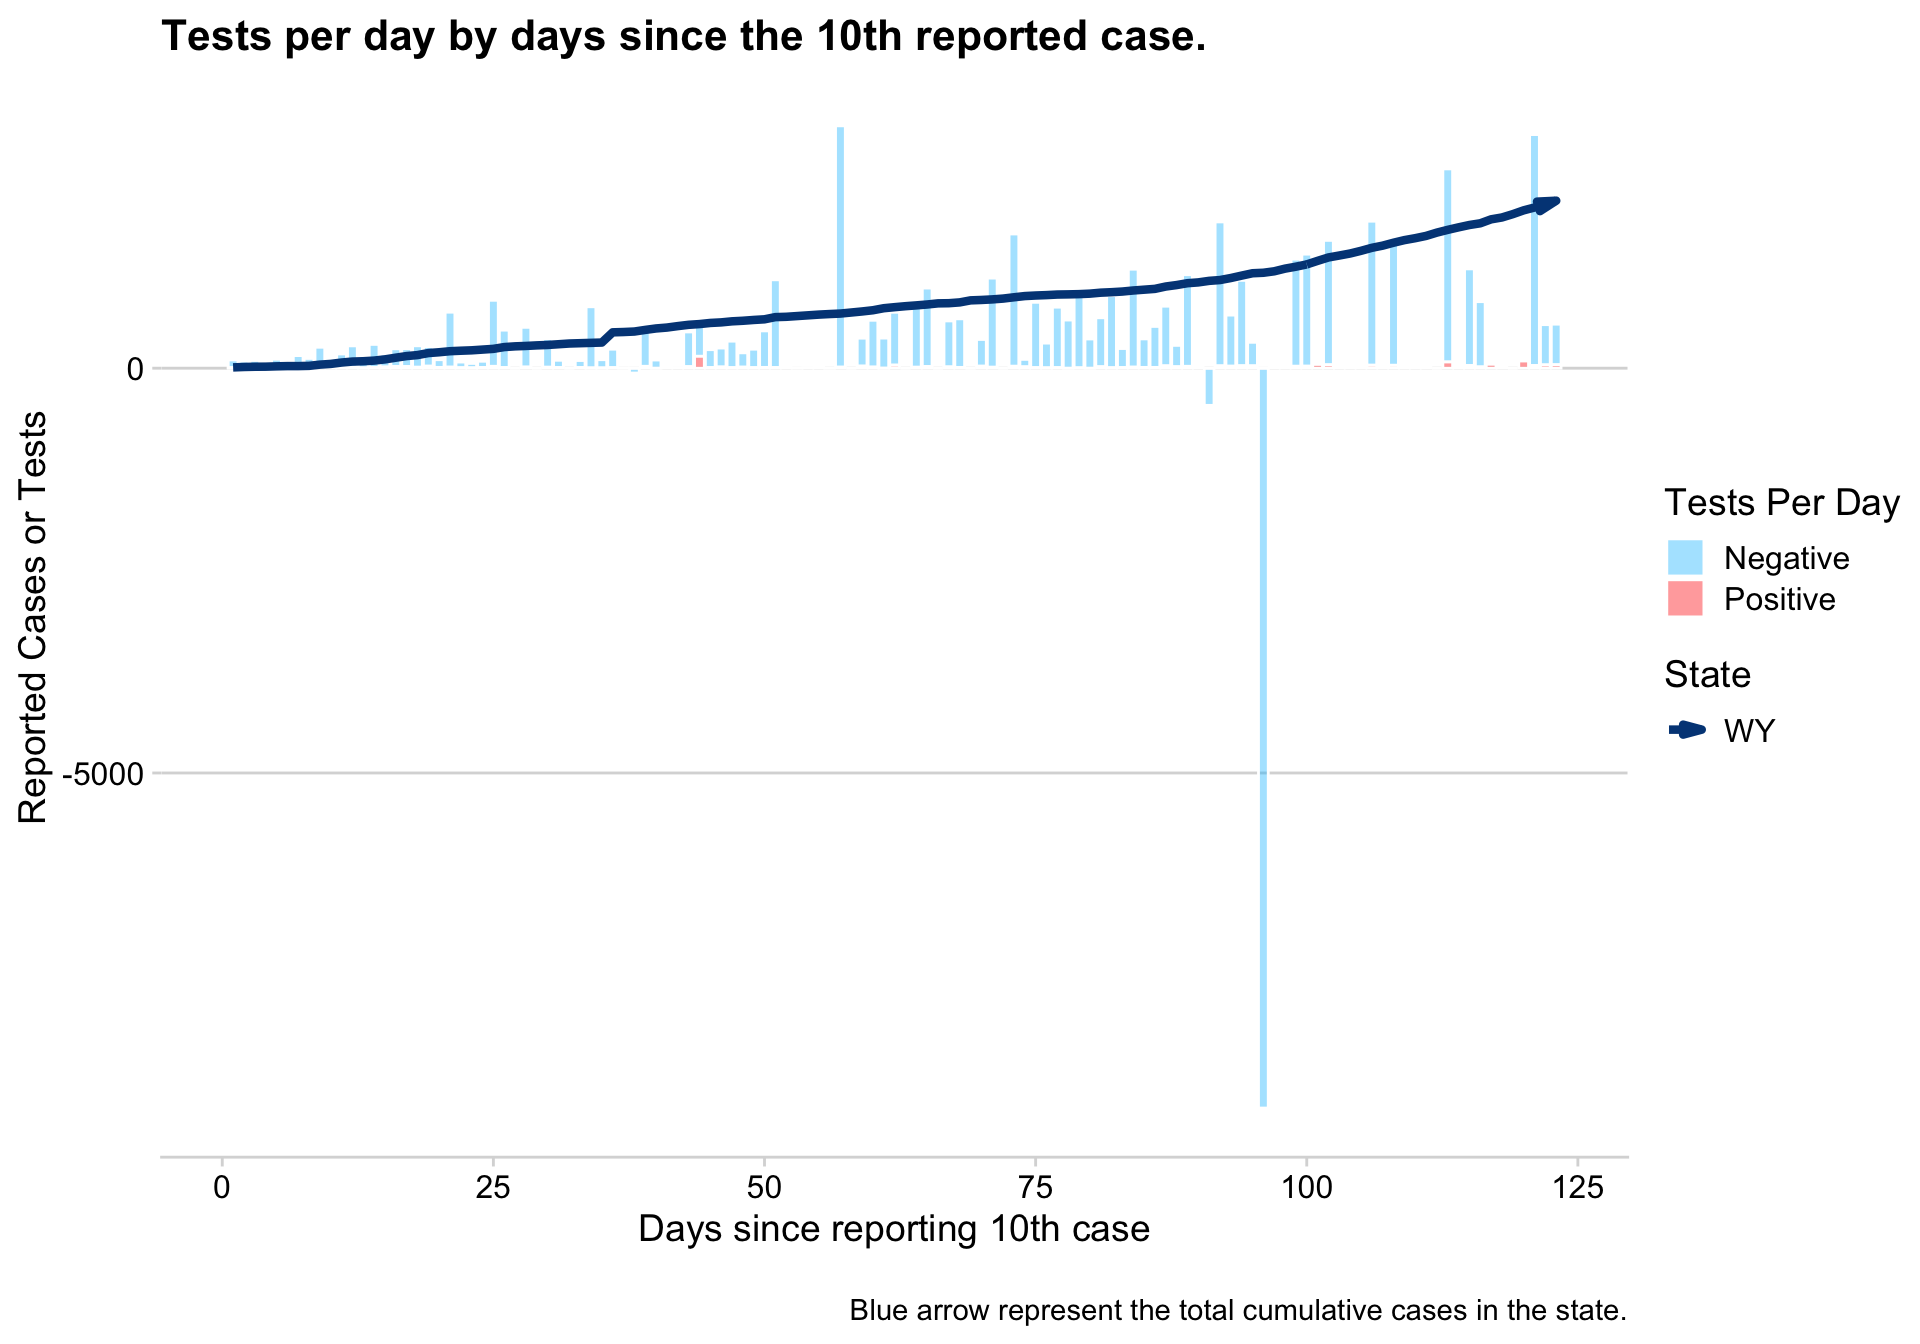 Tests per day by days since the 10th reported case.
Reported Cases or Tests
0
-5000
0 25 50 75 100 125
Days since reporting 10th case
Tests Per Day
Negative
Positive
State
WY
Blue arrow represent the total cumulative cases in the state.